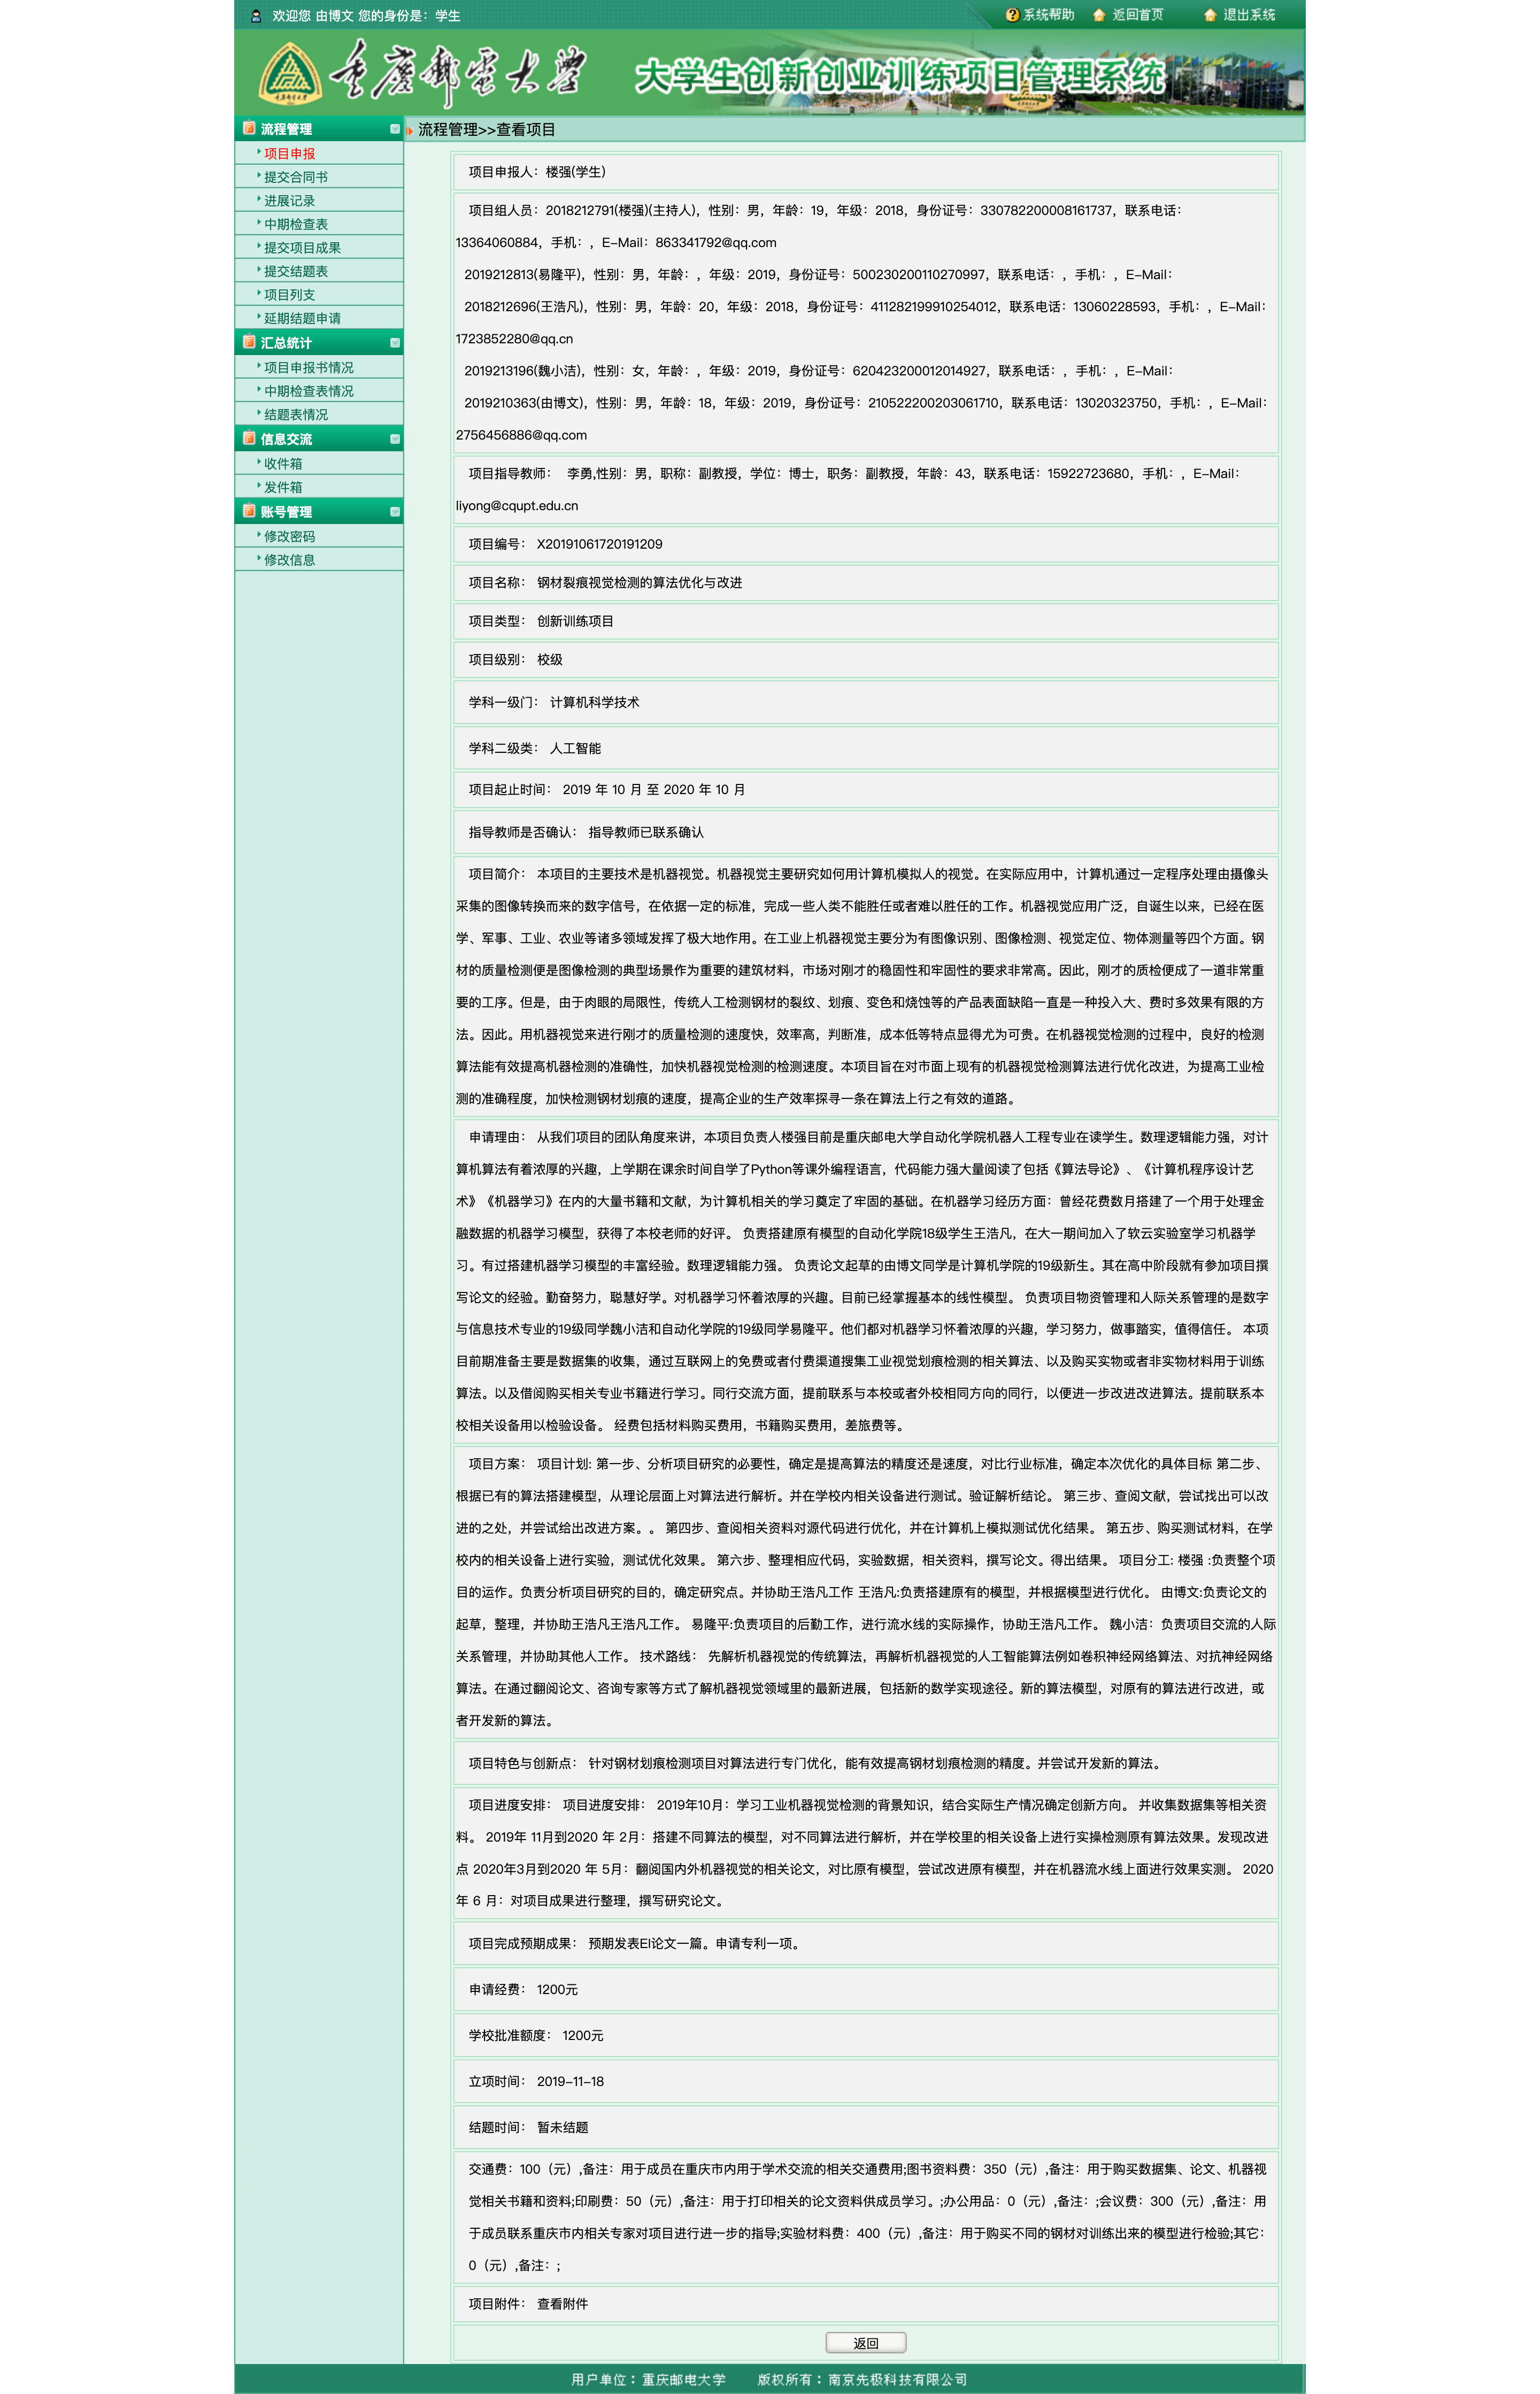 欢迎您 由博文 您的身份是：学生
系统帮助 返回首页 退出系统
重庆邮电大学 大学生创新创业训练项目管理系统
流程管理
项目申报
提交合同书
进展记录
中期检查表
提交项目成果
提交结题表
项目列支
延期结题申请
汇总统计
项目申报书情况
中期检查表情况
结题表情况
信息交流
收件箱
发件箱
账号管理
修改密码
修改信息
流程管理>>查看项目
项目申报人：楼强(学生)
项目组人员：2018212791(楼强)(主持人)，性别：男，年龄：19，年级：2018，身份证号：330782200008161737，联系电话：
13364060884，手机：，E-Mail：863341792@qq.com
2019212813(易隆平)，性别：男，年龄：，年级：2019，身份证号：500230200110270997，联系电话：，手机：，E-Mail：
2018212696(王浩凡)，性别：男，年龄：20，年级：2018，身份证号：411282199910254012，联系电话：13060228593，手机：，E-Mail：
1723852280@qq.cn
2019213196(魏小洁)，性别：女，年龄：，年级：2019，身份证号：620423200012014927，联系电话：，手机：，E-Mail：
2019210363(由博文)，性别：男，年龄：18，年级：2019，身份证号：210522200203061710，联系电话：13020323750，手机：，E-Mail：
2756456886@qq.com
项目指导教师： 李勇,性别：男，职称：副教授，学位：博士，职务：副教授，年龄：43，联系电话：15922723680，手机：，E-Mail：
liyong@cqupt.edu.cn
项目编号： X20191061720191209
项目名称： 钢材裂痕视觉检测的算法优化与改进
项目类型： 创新训练项目
项目级别： 校级
学科一级门： 计算机科学技术
学科二级类： 人工智能
项目起止时间： 2019 年 10 月 至 2020 年 10 月
指导教师是否确认： 指导教师已联系确认
项目简介： 本项目的主要技术是机器视觉。机器视觉主要研究如何用计算机模拟人的视觉。在实际应用中，计算机通过一定程序处理由摄像头
采集的图像转换而来的数字信号，在依据一定的标准，完成一些人类不能胜任或者难以胜任的工作。机器视觉应用广泛，自诞生以来，已经在医
学、军事、工业、农业等诸多领域发挥了极大地作用。在工业上机器视觉主要分为有图像识别、图像检测、视觉定位、物体测量等四个方面。钢
材的质量检测便是图像检测的典型场景作为重要的建筑材料，市场对刚才的稳固性和牢固性的要求非常高。因此，刚才的质检便成了一道非常重
要的工序。但是，由于肉眼的局限性，传统人工检测钢材的裂纹、划痕、变色和烧蚀等的产品表面缺陷一直是一种投入大、费时多效果有限的方
法。因此。用机器视觉来进行刚才的质量检测的速度快，效率高，判断准，成本低等特点显得尤为可贵。在机器视觉检测的过程中，良好的检测
算法能有效提高机器检测的准确性，加快机器视觉检测的检测速度。本项目旨在对市面上现有的机器视觉检测算法进行优化改进，为提高工业检
测的准确程度，加快检测钢材划痕的速度，提高企业的生产效率探寻一条在算法上行之有效的道路。
申请理由： 从我们项目的团队角度来讲，本项目负责人楼强目前是重庆邮电大学自动化学院机器人工程专业在读学生。数理逻辑能力强，对计
算机算法有着浓厚的兴趣，上学期在课余时间自学了Python等课外编程语言，代码能力强大量阅读了包括《算法导论》、《计算机程序设计艺
术》《机器学习》在内的大量书籍和文献，为计算机相关的学习奠定了牢固的基础。在机器学习经历方面：曾经花费数月搭建了一个用于处理金
融数据的机器学习模型，获得了本校老师的好评。 负责搭建原有模型的自动化学院18级学生王浩凡，在大一期间加入了软云实验室学习机器学
习。有过搭建机器学习模型的丰富经验。数理逻辑能力强。 负责论文起草的由博文同学是计算机学院的19级新生。其在高中阶段就有参加项目撰
写论文的经验。勤奋努力，聪慧好学。对机器学习怀着浓厚的兴趣。目前已经掌握基本的线性模型。 负责项目物资管理和人际关系管理的是数字
与信息技术专业的19级同学魏小洁和自动化学院的19级同学易隆平。他们都对机器学习怀着浓厚的兴趣，学习努力，做事踏实，值得信任。 本项
目前期准备主要是数据集的收集，通过互联网上的免费或者付费渠道搜集工业视觉划痕检测的相关算法、以及购买实物或者非实物材料用于训练
算法。以及借阅购买相关专业书籍进行学习。同行交流方面，提前联系与本校或者外校相同方向的同行，以便进一步改进改进算法。提前联系本
校相关设备用以检验设备。 经费包括材料购买费用，书籍购买费用，差旅费等。
项目方案： 项目计划: 第一步、分析项目研究的必要性，确定是提高算法的精度还是速度，对比行业标准，确定本次优化的具体目标 第二步、
根据已有的算法搭建模型，从理论层面上对算法进行解析。并在学校内相关设备进行测试。验证解析结论。 第三步、查阅文献，尝试找出可以改
进的之处，并尝试给出改进方案。。 第四步、查阅相关资料对源代码进行优化，并在计算机上模拟测试优化结果。 第五步、购买测试材料，在学
校内的相关设备上进行实验，测试优化效果。 第六步、整理相应代码，实验数据，相关资料，撰写论文。得出结果。 项目分工: 楼强 :负责整个项
目的运作。负责分析项目研究的目的，确定研究点。并协助王浩凡工作 王浩凡:负责搭建原有的模型，并根据模型进行优化。 由博文:负责论文的
起草，整理，并协助王浩凡王浩凡工作。 易隆平:负责项目的后勤工作，进行流水线的实际操作，协助王浩凡工作。 魏小洁：负责项目交流的人际
关系管理，并协助其他人工作。 技术路线： 先解析机器视觉的传统算法，再解析机器视觉的人工智能算法例如卷积神经网络算法、对抗神经网络
算法。在通过翻阅论文、咨询专家等方式了解机器视觉领域里的最新进展，包括新的数学实现途径。新的算法模型，对原有的算法进行改进，或
者开发新的算法。
项目特色与创新点： 针对钢材划痕检测项目对算法进行专门优化，能有效提高钢材划痕检测的精度。并尝试开发新的算法。
项目进度安排： 项目进度安排： 2019年10月：学习工业机器视觉检测的背景知识，结合实际生产情况确定创新方向。 并收集数据集等相关资
料。 2019年 11月到2020 年 2月：搭建不同算法的模型，对不同算法进行解析，并在学校里的相关设备上进行实操检测原有算法效果。发现改进
点 2020年3月到2020 年 5月：翻阅国内外机器视觉的相关论文，对比原有模型，尝试改进原有模型，并在机器流水线上面进行效果实测。 2020
年 6 月：对项目成果进行整理，撰写研究论文。
项目完成预期成果： 预期发表EI论文一篇。申请专利一项。
申请经费： 1200元
学校批准额度： 1200元
立项时间： 2019-11-18
结题时间： 暂未结题
交通费：100（元）,备注：用于成员在重庆市内用于学术交流的相关交通费用;图书资料费：350（元）,备注：用于购买数据集、论文、机器视
觉相关书籍和资料;印刷费：50（元）,备注：用于打印相关的论文资料供成员学习。;办公用品：0（元）,备注：;会议费：300（元）,备注：用
于成员联系重庆市内相关专家对项目进行进一步的指导;实验材料费：400（元）,备注：用于购买不同的钢材对训练出来的模型进行检验;其它：
0（元）,备注：;
项目附件： 查看附件
返回
用户单位：重庆邮电大学 版权所有：南京先极科技有限公司